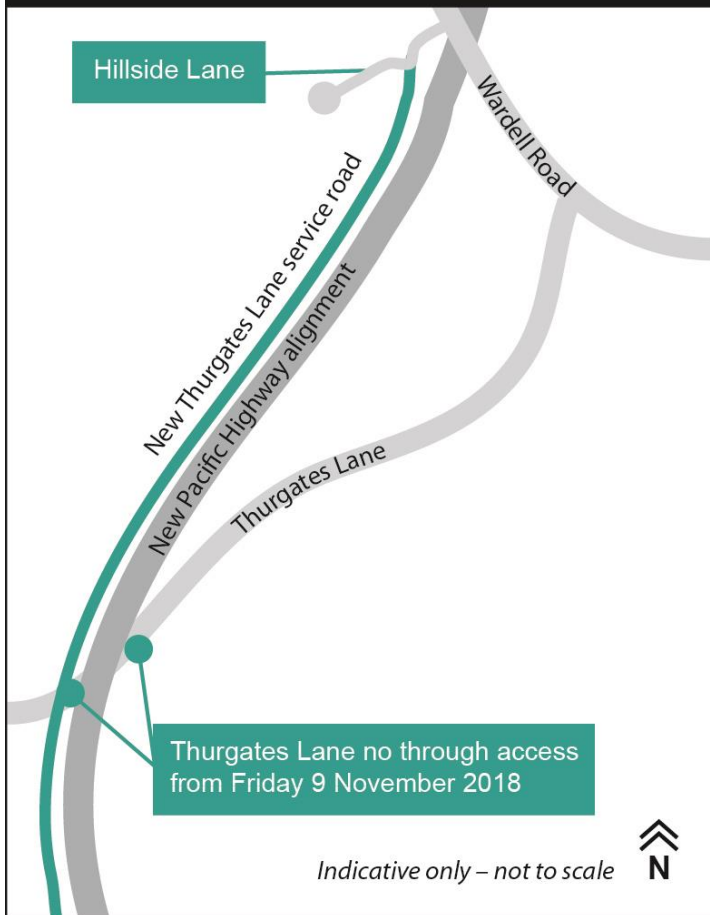 Hillside Lane
Wardell Road
New Thurgates Lane service road
New Pacific Highway alignment
Thurgates Lane
Thurgates Lane no through access
from Friday 9 November 2018
Indicative only – not to scale
N